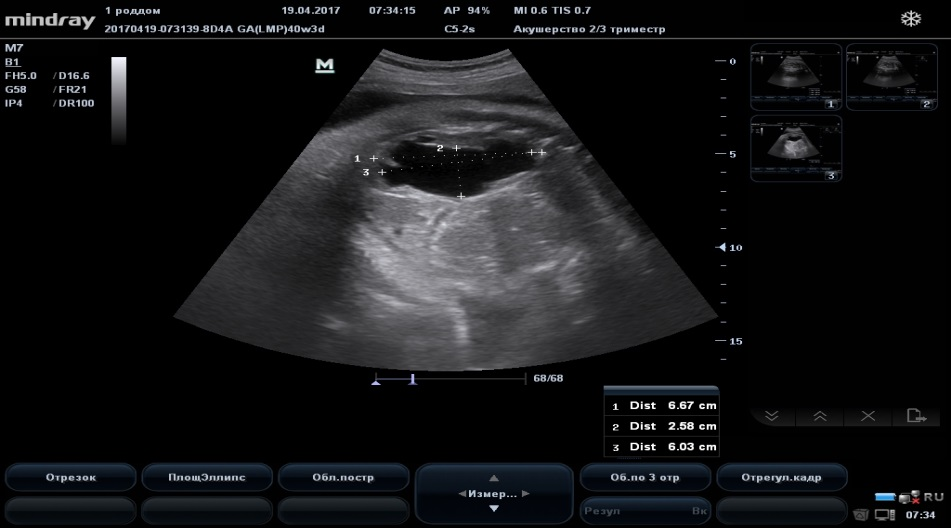 mindray
1 роддом 19.04.2017 07:34:15 AP 94% MI 0.6 TIS 0.7
20170419-073139-8D4A GA(LMP)40w3d C5-2s Акушерство 2/3 триместр
M7
B1
FH5.0 / D16.6
G58 / FR21
IP4 / DR100
M
0
5
10
15
1
2
3
1
2
3
68/68
1 Dist 6.67 cm
2 Dist 2.58 cm
3 Dist 6.03 cm
Отрезок ПлощЭллипс Обл.постр Измер... Об.по 3 отр Отрегул.кадр
Резул Вк
RU
07:34